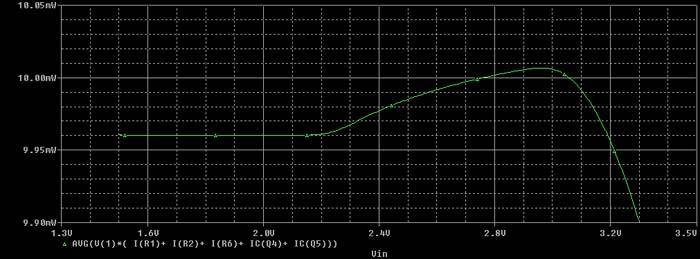 10.05mW
10.00mW
9.95mW
9.90mW
1.3V 1.6V 2.0V 2.4V 2.8V 3.2V 3.5V
AVG(V(1)*( I(R1)+ I(R2)+ I(R6)+ IC(Q4)+ IC(Q5)))
Vin